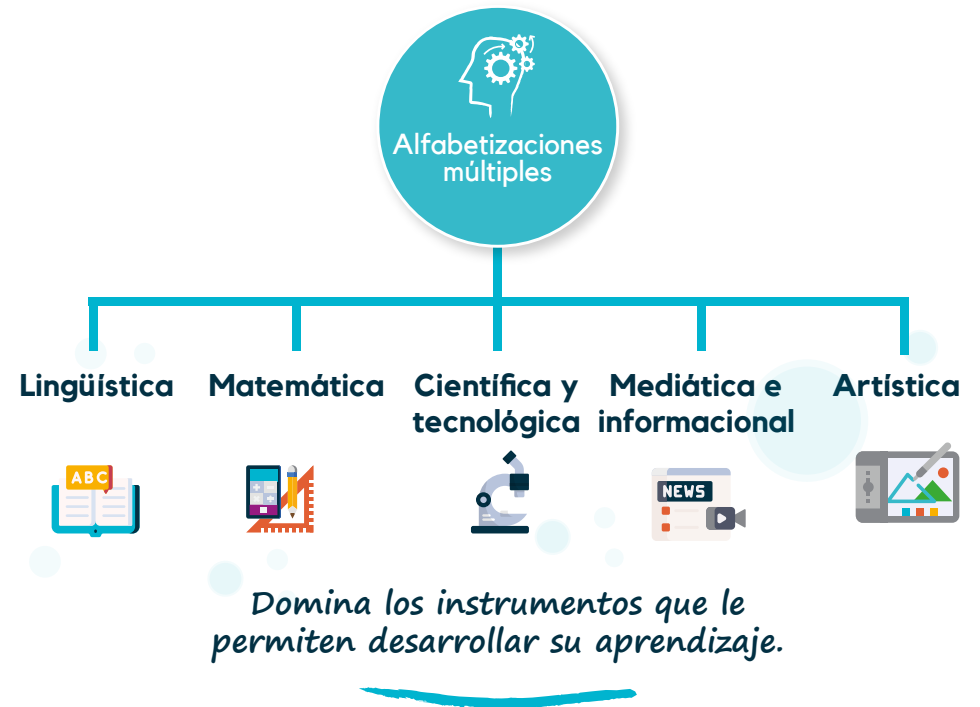 Alfabetizaciones
múltiples
Lingüística
Matemática
Científica y
tecnológica
Mediática e
informacional
Artística
ABC
NEWS
Domina los instrumentos que le
permiten desarrollar su aprendizaje.